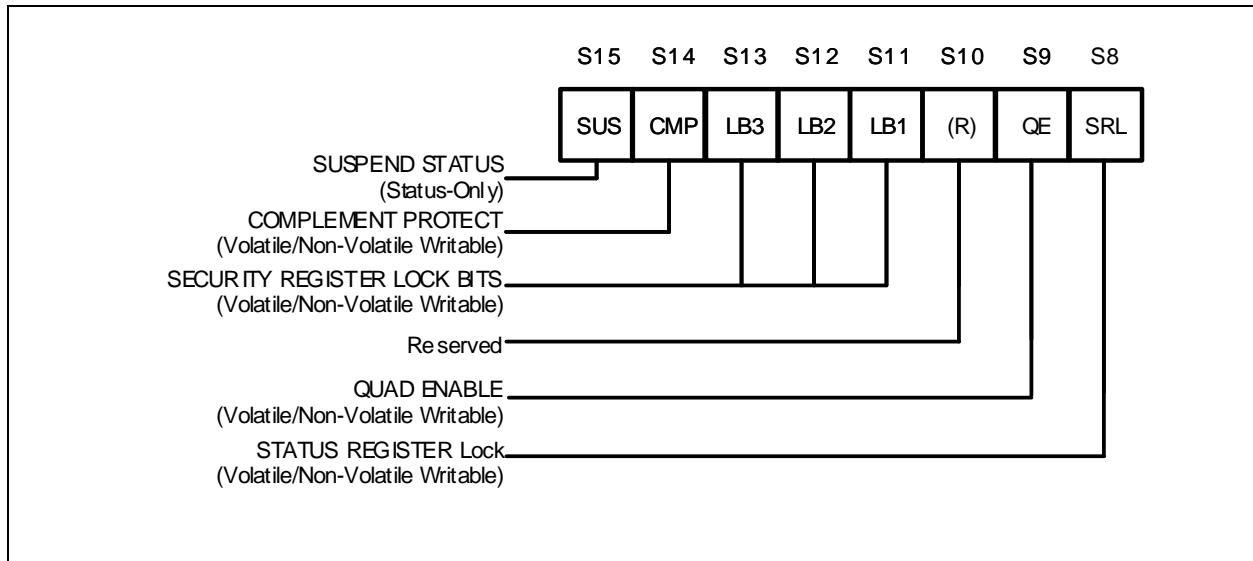 S15 S14 S13 S12 S11 S10 S9 S8
SUS CMP LB3 LB2 LB1 (R) QE SRL
SUSPEND STATUS
(Status-Only)
COMPLEMENT PROTECT
(Volatile/Non-Volatile Writable)
SECURITY REGISTER LOCK BITS
(Volatile/Non-Volatile Writable)
Reserved
QUAD ENABLE
(Volatile/Non-Volatile Writable)
STATUS REGISTER Lock
(Volatile/Non-Volatile Writable)